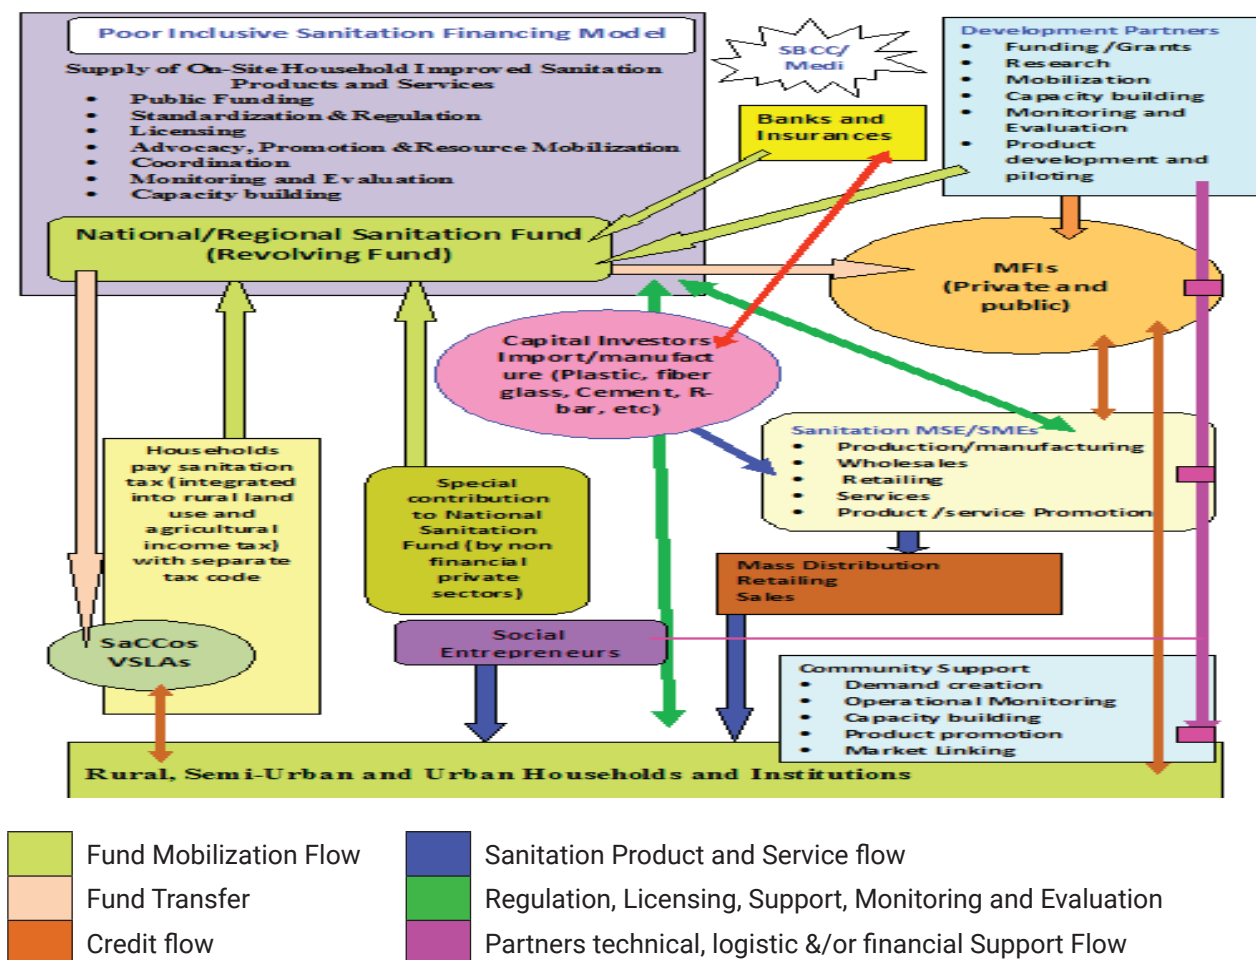 Poor Inclusive Sanitation Financing Model
Supply of On-Site Household Improved Sanitation
Products and Services
• Public Funding
• Standardization & Regulation
• Licensing
• Advocacy, Promotion &Resource Mobilization
• Coordination
• Monitoring and Evaluation
• Capacity building
National/Regional Sanitation Fund
(Revolving Fund)
SBCC/
Medi
Banks and
Insurances
Development Partners
• Funding /Grants
• Research
• Mobilization
• Capacity building
• Monitoring and
Evaluation
• Product
development and
piloting
MFIs
(Private and
public)
Capital Investors
Import/manufact
ure (Plastic, fiber
glass, Cement, R-
bar, etc)
Sanitation MSE/SMEs
• Production/manufacturing
• Wholesales
• Retailing
• Services
• Product /service Promotion
Households
pay sanitation
tax (integrated
into rural land
use and
agricultural
income tax)
with separate
tax code
Special
contribution
to National
Sanitation
Fund (by non
financial
private
sectors)
Mass Distribution
Retailing
Sales
SaCCos
VSLAs
Social
Entrepreneurs
Community Support
• Demand creation
• Operational Monitoring
• Capacity building
• Product promotion
• Market Linking
Rural, Semi-Urban and Urban Households and Institutions
Fund Mobilization Flow
Fund Transfer
Credit flow
Sanitation Product and Service flow
Regulation, Licensing, Support, Monitoring and Evaluation
Partners technical, logistic &/or financial Support Flow